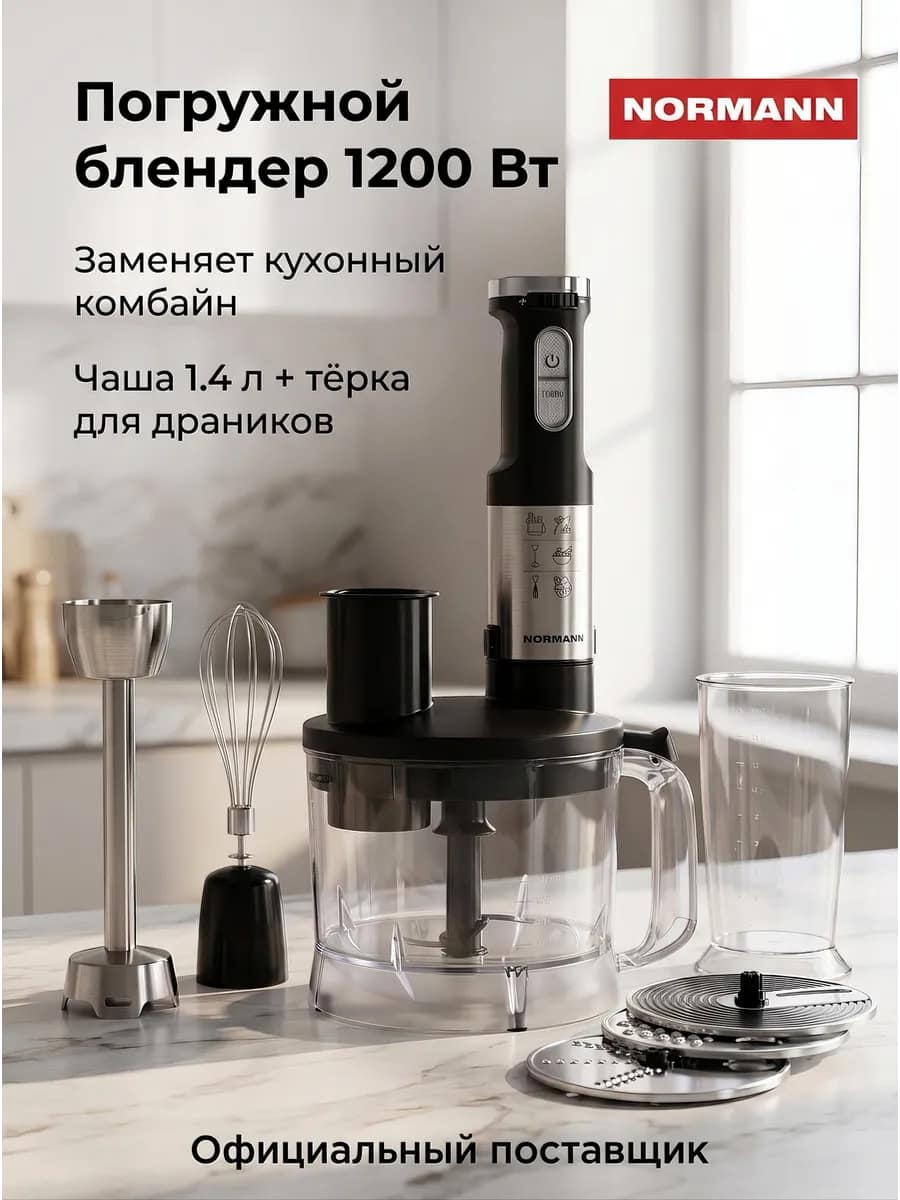 Погружной
блендер 1200 Вт
NORMANN
Заменяет кухонный
комбайн
Чаша 1.4 л + тёрка
для драников
TURBO
NORMANN
Официальный поставщик